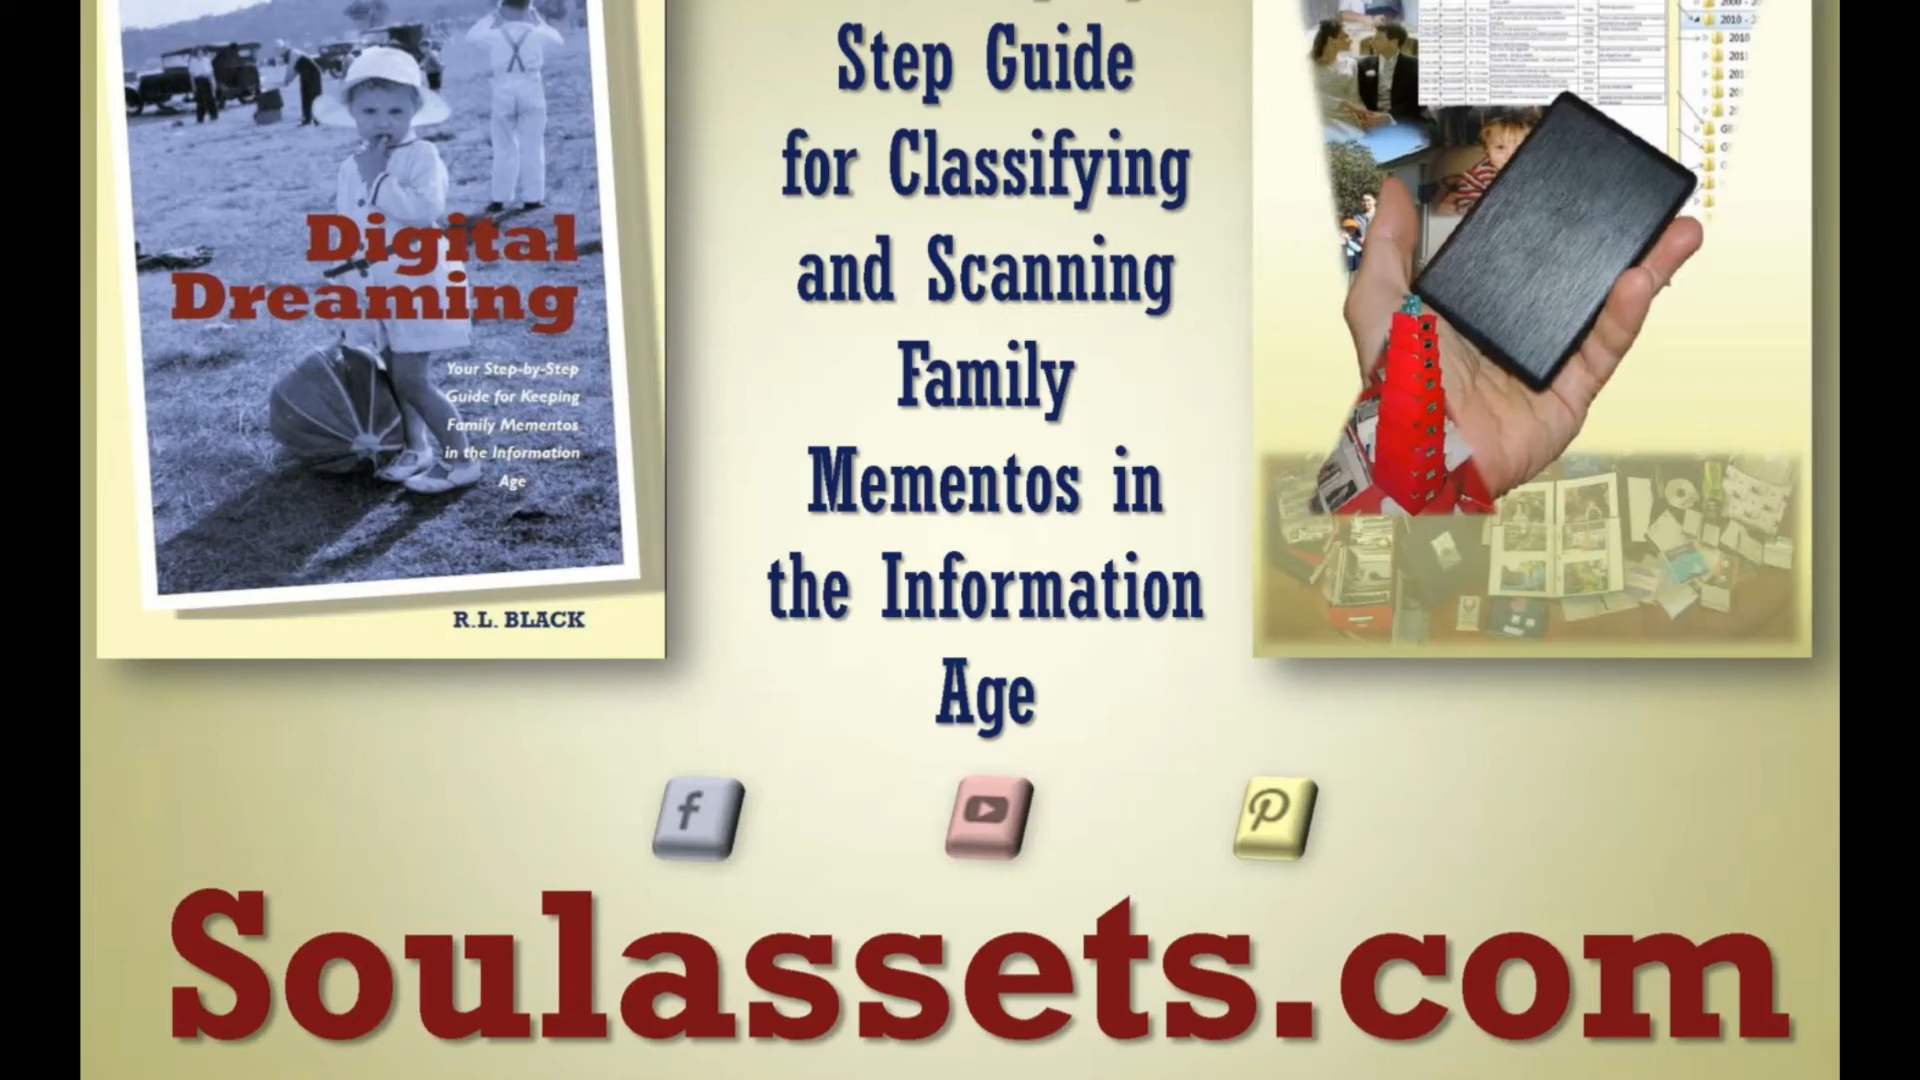 Digital
Dreaming
Your Step-by-Step
Guide for Keeping
Family Mementos
in the Information
Age
R.L. BLACK
Step Guide
for Classifying
and Scanning
Family
Mementos in
the Information
Age
2010
Soulassets.com